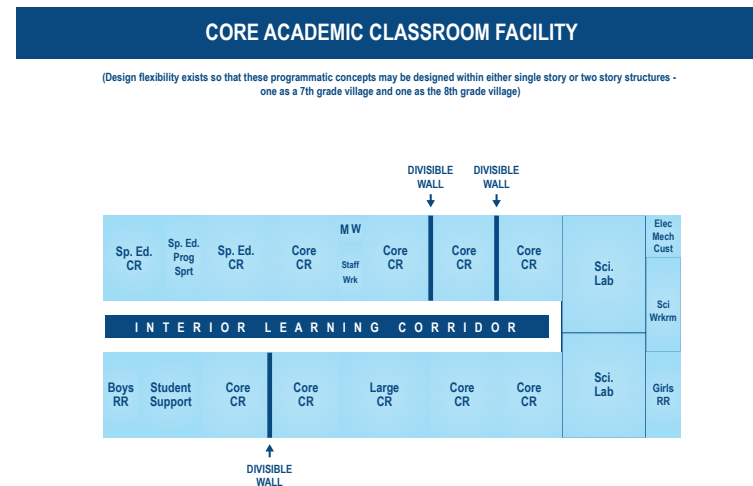 CORE ACADEMIC CLASSROOM FACILITY
(Design flexibility exists so that these programmatic concepts may be designed within either single story or two story structures -
one as a 7th grade village and one as the 8th grade village)
DIVISIBLE
WALL
DIVISIBLE
WALL
Sp. Ed.
CR
Sp. Ed.
Prog
Sprt
Sp. Ed.
CR
Core
CR
M W
Staff
Wrk
Core
CR
Core
CR
Core
CR
Sci.
Lab
Elec
Mech
Cust
Sci
Wrkrm
INTERIOR LEARNING CORRIDOR
Boys
RR
Student
Support
Core
CR
Core
CR
Large
CR
Core
CR
Core
CR
Sci.
Lab
Girls
RR
DIVISIBLE
WALL